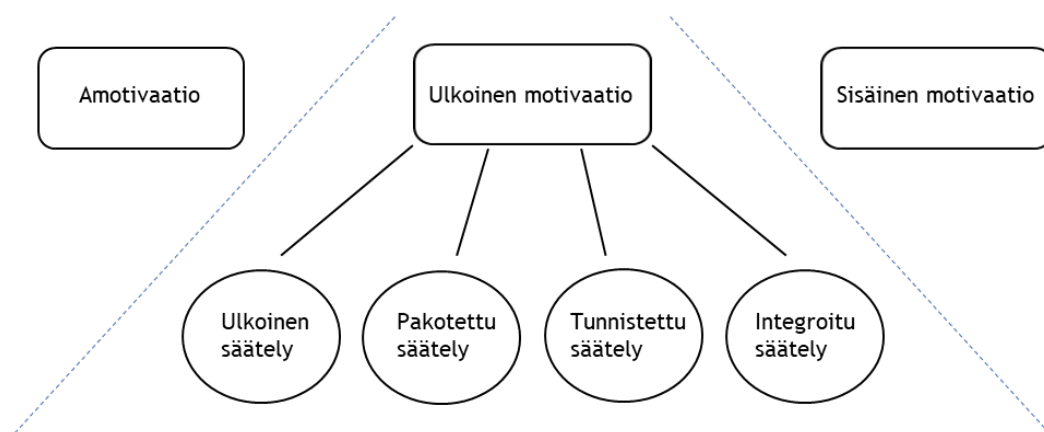 Amotivaatio
Ulkoinen motivaatio
Sisäinen motivaatio
Ulkoinen
säätely
Pakotettu
säätely
Tunnistettu
säätely
Integroitu
säätely